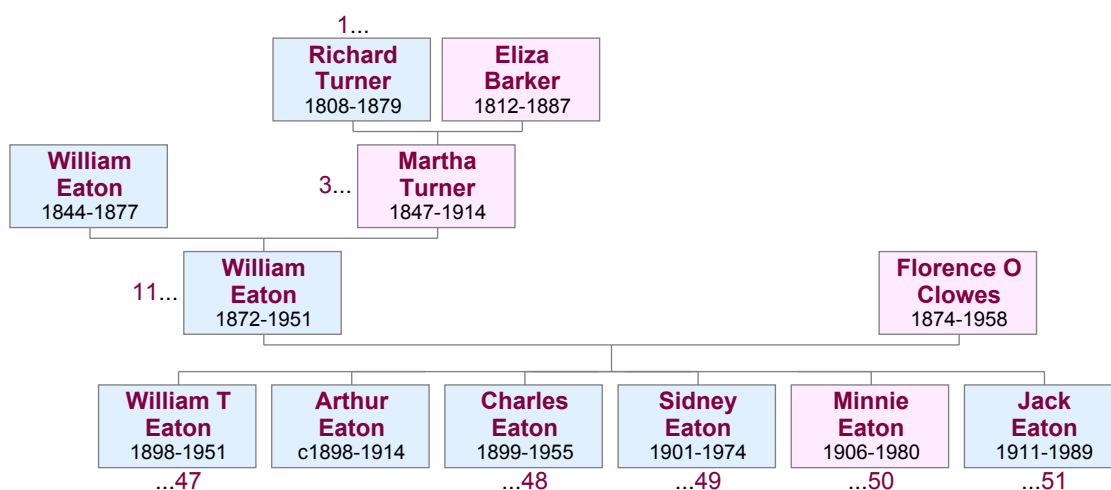 1...
Richard
Turner
1808-1879
Eliza
Barker
1812-1887
William
Eaton
1844-1877
3...
Martha
Turner
1847-1914
11...
William
Eaton
1872-1951
Florence O
Clowes
1874-1958
William T
Eaton
1898-1951
Arthur
Eaton
c1898-1914
Charles
Eaton
1899-1955
Sidney
Eaton
1901-1974
Minnie
Eaton
1906-1980
Jack
Eaton
1911-1989
...47
...48
...49
...50
...51